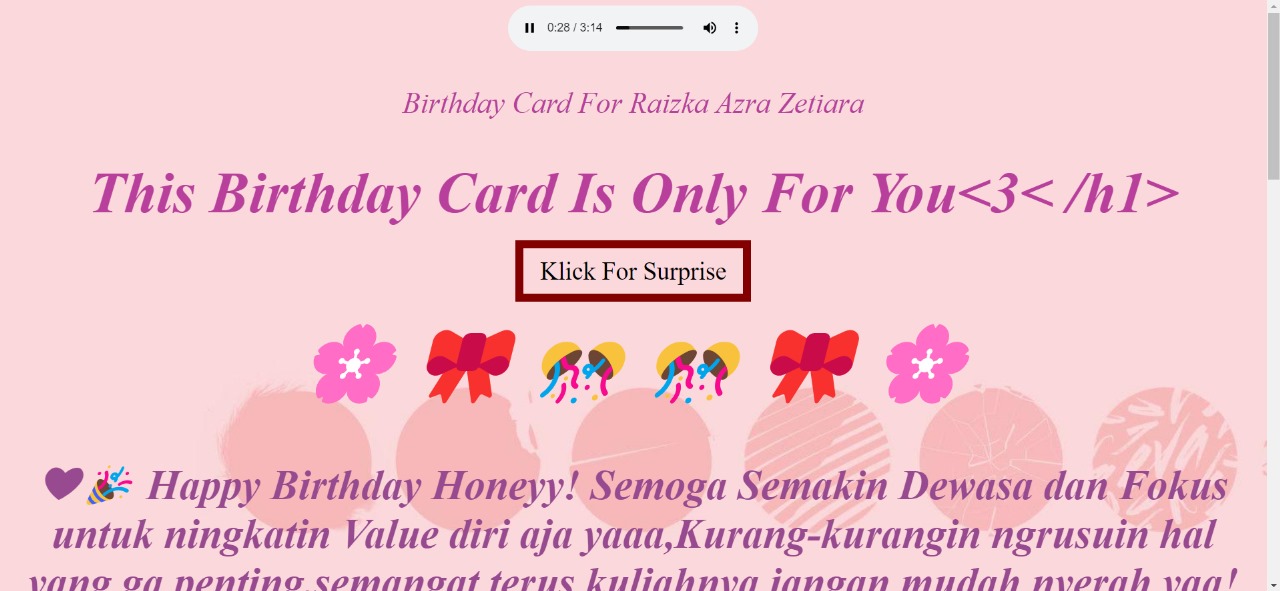 0:28 / 3:14
Birthday Card For Raizka Azra Zetiara
This Birthday Card Is Only For You<3< /h1>
Klick For Surprise
Happy Birthday Honeyy! Semoga Semakin Dewasa dan Fokus
untuk ningkatin Value diri aja yaaa,Kurang-kurangin ngrusuin hal
yang ga penting,semangat terus kuliahnya jangan mudah nyerah yaa!